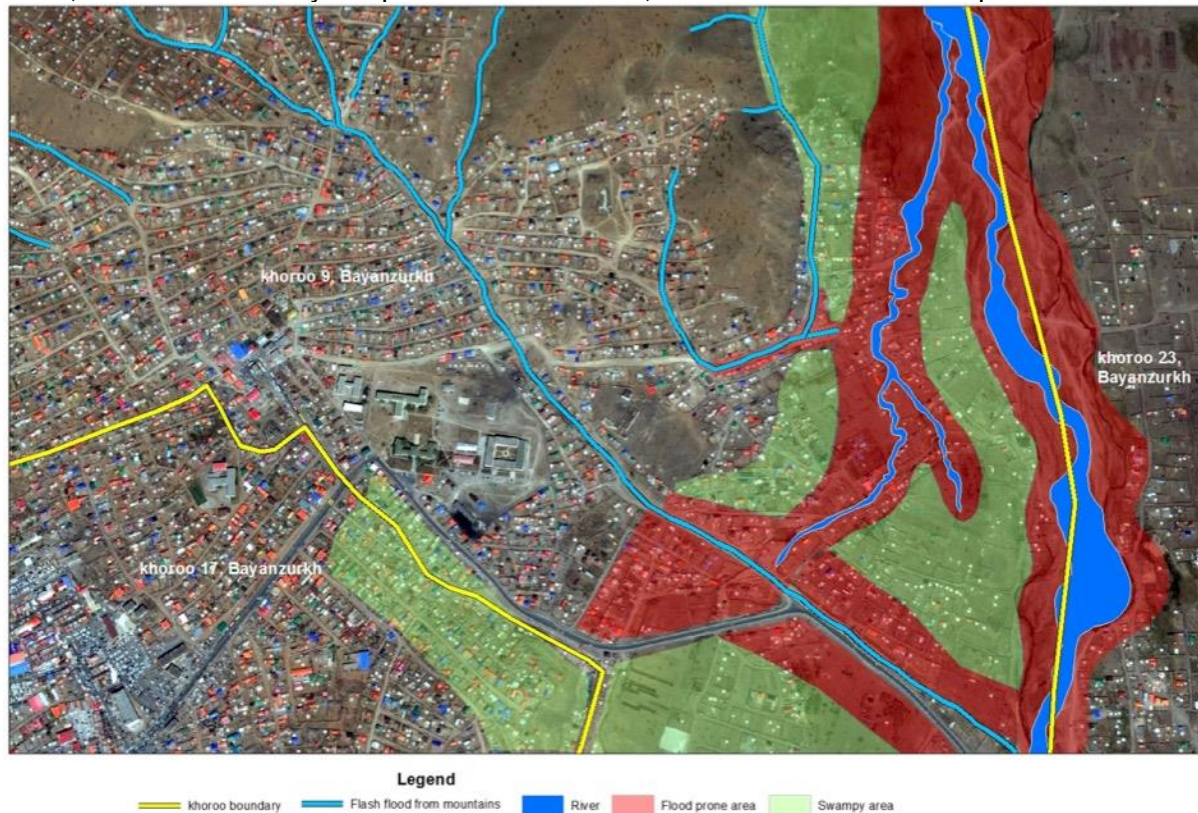 khoroo 9, Bayanzurkh
khoroo 23,
Bayanzurkh
khoroo 17, Bayanzurkh
Legend
khoroo boundary
Flash flood from mountains
River
Flood prone area
Swampy area